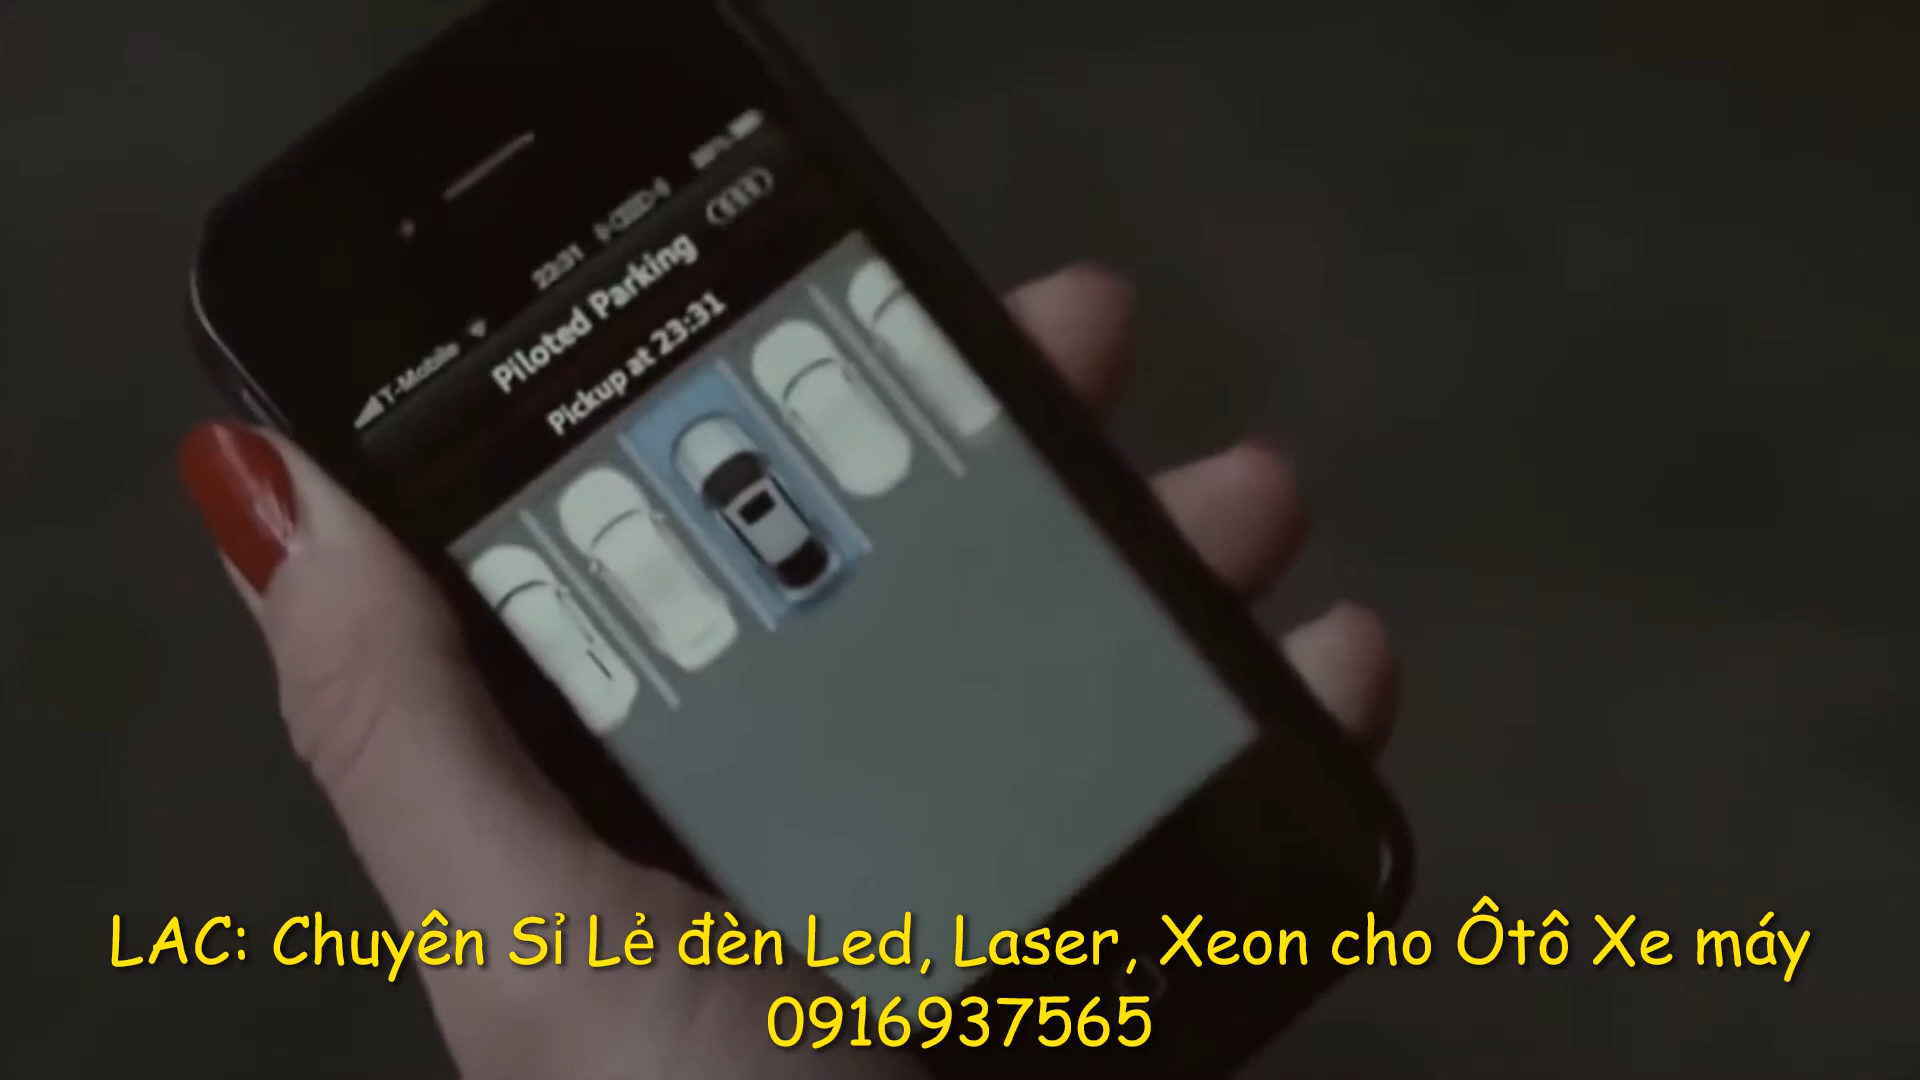 T-Mobile 22:31
Piloted Parking
Pickup at 23:31
LAC: Chuyên Sỉ Lẻ đèn Led, Laser, Xeon cho Ôtô Xe máy
0916937565